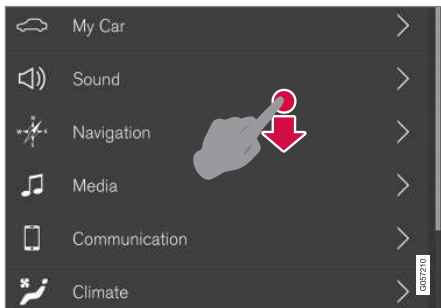 My Car
Sound
N
Navigation
Media
Communication
Climate
G057210